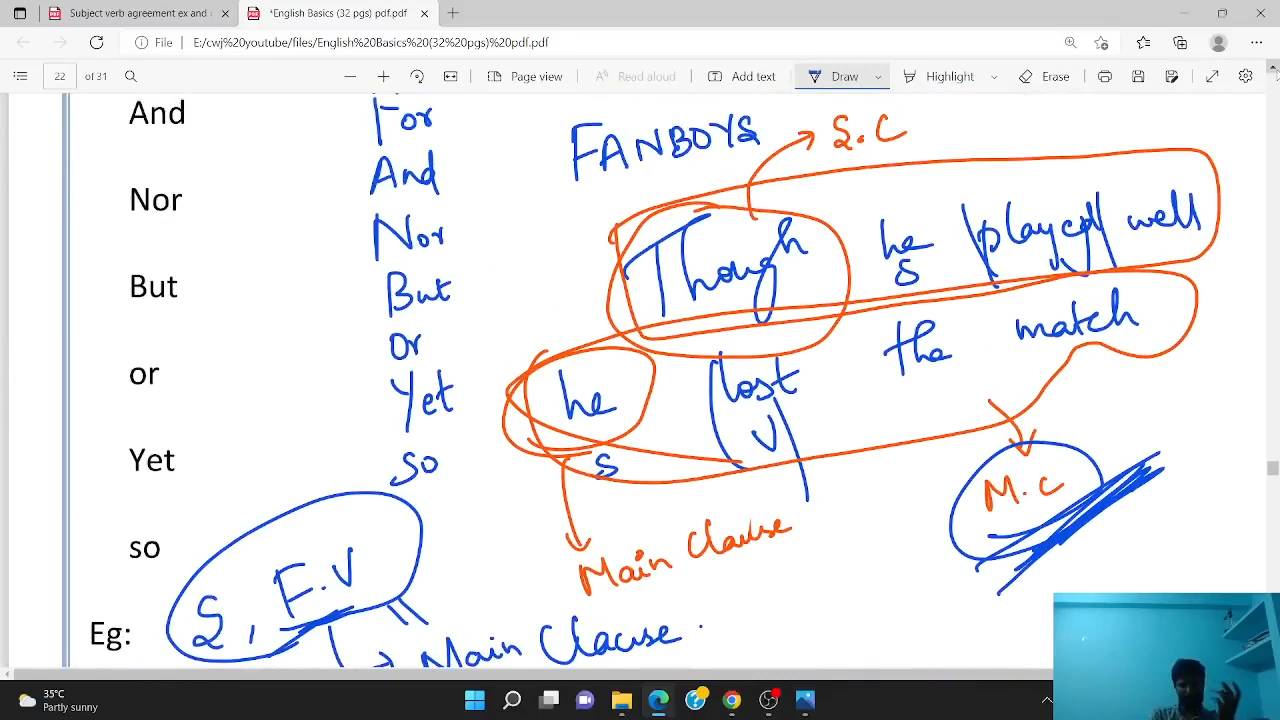 Subject verb agreement ex and
*English Basics (32 pgs) pdf.pdf
File
E:/cwj%20youtube/files/English%20Basics(32%20pgs)%20pdf.pdf
22 of 31
Page view
Read aloud
Add text
Draw
Highlight
Erase
And
Nor
But
or
Yet
so
Eg:
For
And
Nor
But
or
Yet
so
FANBOYS
S.C
Though he played well
s
he lost the match
s V
M.C
Main Clause
S, F.V
Main Clause.
35°C
Partly sunny